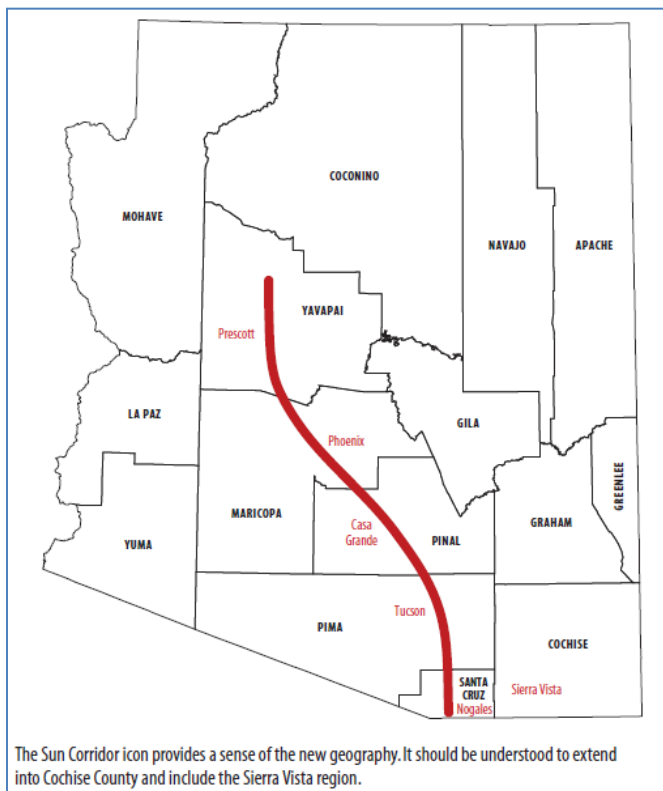 COCONINO
MOHAVE
NAVAJO
APACHE
YAVAPAI
Prescott
LA PAZ
GILA
Phoenix
GREENLEE
MARICOPA
Casa
Grande
GRAHAM
YUMA
PINAL
Tucson
PIMA
COCHISE
SANTA
CRUZ
Sierra Vista
Nogales
The Sun Corridor icon provides a sense of the new geography. It should be understood to extend
into Cochise County and include the Sierra Vista region.